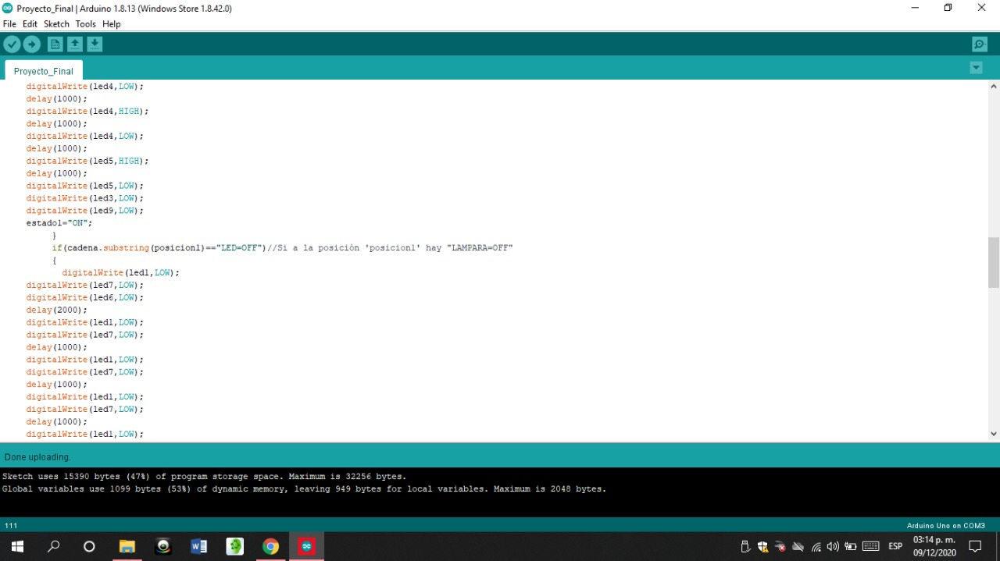 Proyecto_Final | Arduino 1.8.13 (Windows Store 1.8.42.0)
File Edit Sketch Tools Help
Proyecto_Final
digitalWrite(led4,LOW);
delay(1000);
digitalWrite(led4,HIGH);
delay(1000);
digitalWrite(led4,LOW);
delay(1000);
digitalWrite(led5,HIGH);
delay(1000);
digitalWrite(led5,LOW);
digitalWrite(led3,LOW);
digitalWrite(led9,LOW);
estado1="ON";
}
if(cadena.substring(posicion1)=="LED=OFF")//Si a la posición 'posicion1' hay "LAMPARA=OFF"
{
digitalWrite(led1,LOW);
digitalWrite(led7,LOW);
digitalWrite(led6,LOW);
delay(2000);
digitalWrite(led1,LOW);
digitalWrite(led7,LOW);
delay(1000);
digitalWrite(led1,LOW);
digitalWrite(led7,LOW);
delay(1000);
digitalWrite(led1,LOW);
digitalWrite(led7,LOW);
delay(1000);
digitalWrite(led1,LOW);
Done uploading.
Sketch uses 15390 bytes (47%) of program storage space. Maximum is 32256 bytes.
Global variables use 1099 bytes (53%) of dynamic memory, leaving 949 bytes for local variables. Maximum is 2048 bytes.
111
Arduino Uno on COM3
ESP
03:14 p. m.
09/12/2020